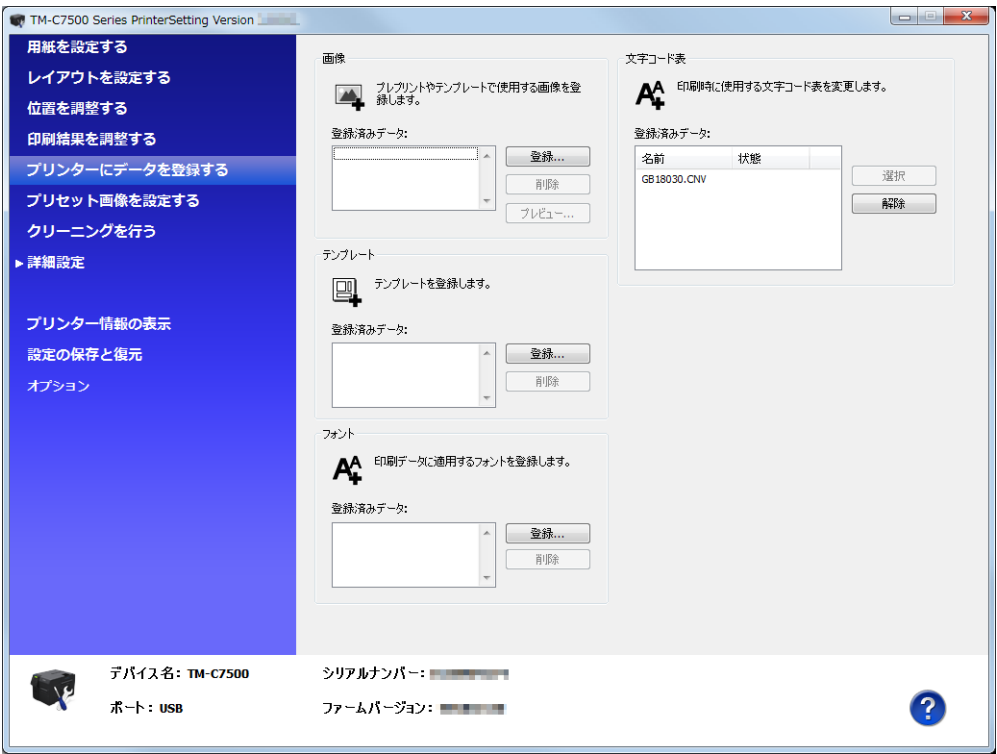 TM-C7500 Series PrinterSetting Version
用紙を設定する
レイアウトを設定する
位置を調整する
印刷結果を調整する
プリンターにデータを登録する
プリセット画像を設定する
クリーニングを行う
詳細設定
プリンター情報の表示
設定の保存と復元
オプション
画像
プレプリントやテンプレートで使用する画像を登
録します。
登録済みデータ:
登録...
削除
プレビュー...
テンプレート
テンプレートを登録します。
登録済みデータ:
登録...
削除
フォント
印刷データに適用するフォントを登録します。
登録済みデータ:
登録...
削除
文字コード表
印刷時に使用する文字コード表を変更します。
登録済みデータ:
名前 状態
GB18030.CNV
選択
解除
デバイス名: TM-C7500
シリアルナンバー:
ポート: USB
ファームバージョン:
?